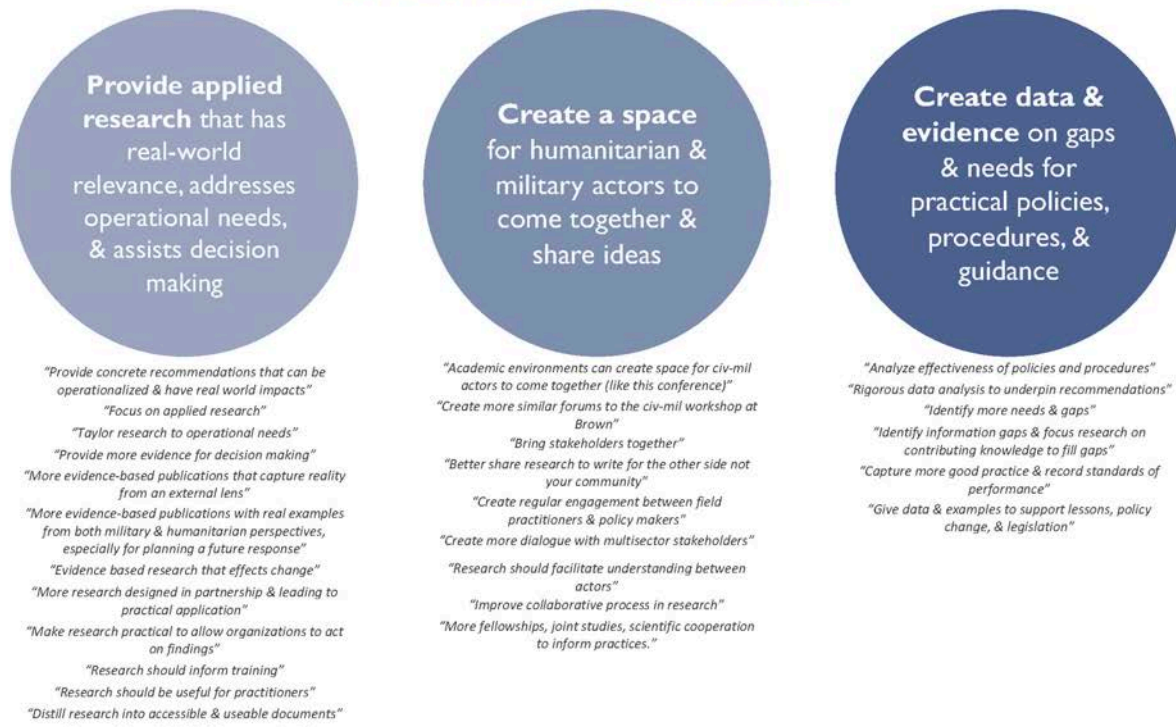 Provide applied
research that has
real-world
relevance, addresses
operational needs,
& assists decision
making
"Provide concrete recommendations that can be
operationalized & have real world impacts"
"Focus on applied research"
"Taylor research to operational needs"
"Provide more evidence for decision making"
"More evidence-based publications that capture reality
from an external lens"
"More evidence-based publications with real examples
from both military & humanitarian perspectives,
especially for planning a future response"
"Evidence based research that effects change"
"More research designed in partnership & leading to
practical application"
"Make research practical to allow organizations to act
on findings"
"Research should inform training"
"Research should be useful for practitioners"
"Distill research into accessible & useable documents"
Create a space
for humanitarian &
military actors to
come together &
share ideas
"Academic environments can create space for civ-mil
actors to come together (like this conference)"
"Create more similar forums to the civ-mil workshop at
Brown"
"Bring stakeholders together"
"Better share research to write for the other side not
your community"
"Create regular engagement between field
practitioners & policy makers"
"Create more dialogue with multisector stakeholders"
"Research should facilitate understanding between
actors"
"Improve collaborative process in research"
"More fellowships, joint studies, scientific cooperation
to inform practices."
Create data &
evidence on gaps
& needs for
practical policies,
procedures, &
guidance
"Analyze effectiveness of policies and procedures"
"Rigorous data analysis to underpin recommendations"
"Identify more needs & gaps"
"Identify information gaps & focus research on
contributing knowledge to fill gaps"
"Capture more good practice & record standards of
performance"
"Give data & examples to support lessons, policy
change, & legislation"